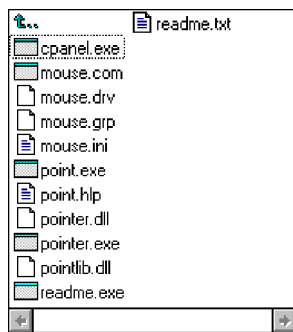 ..
cpanel.exe
mouse.com
mouse.drv
mouse.grp
mouse.ini
point.exe
point.hlp
pointer.dll
pointer.exe
pointlib.dll
readme.exe
readme.txt